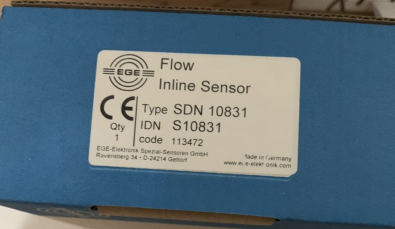 EGE
Flow
Inline Sensor
CE
Type SDN 10831
Qty IDN S10831
1 code 113472
EGE-Elektronik Spezial-Sensoren GmbH
Ravensberg 34 - D-24214 Gettorf
Made in Germany
www.ege-elektronik.com